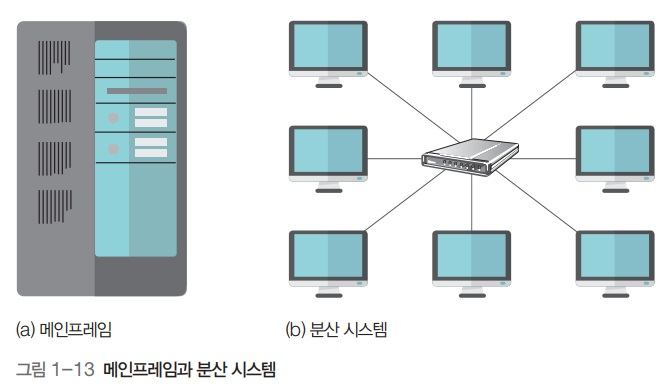 (a) 메인프레임
(b) 분산 시스템
그림 1-13 메인프레임과 분산 시스템